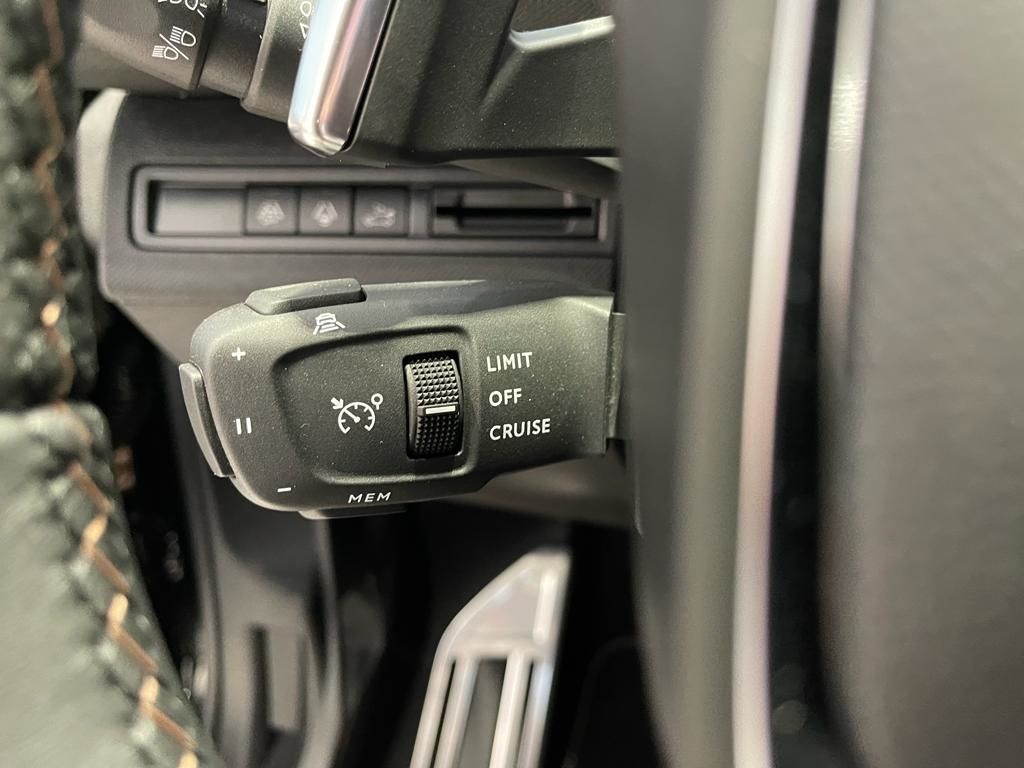 LIMIT
+
OFF
II
CRUISE
–
MEM